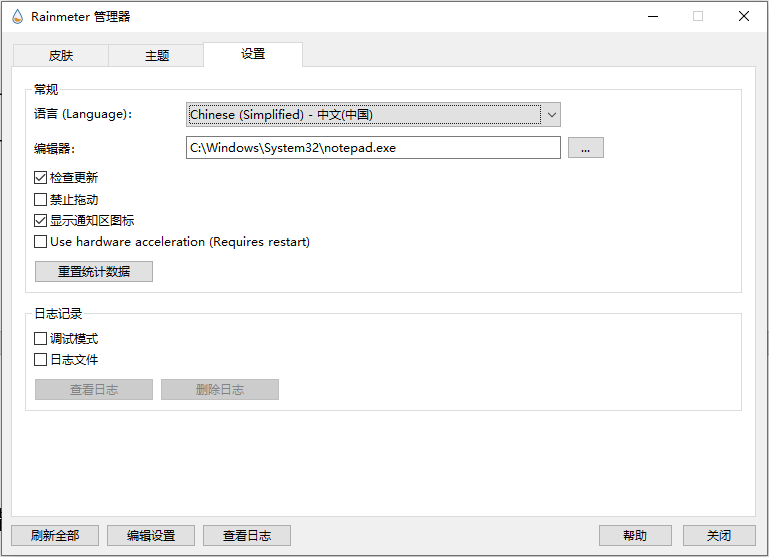 Rainmeter 管理器
皮肤 主题 设置
常规
语言 (Language): Chinese (Simplified) - 中文(中国)
编辑器: C:\Windows\System32\notepad.exe ...
检查更新
禁止拖动
显示通知区图标
Use hardware acceleration (Requires restart)
重置统计数据
日志记录
调试模式
日志文件
查看日志 删除日志
刷新全部 编辑设置 查看日志 帮助 关闭